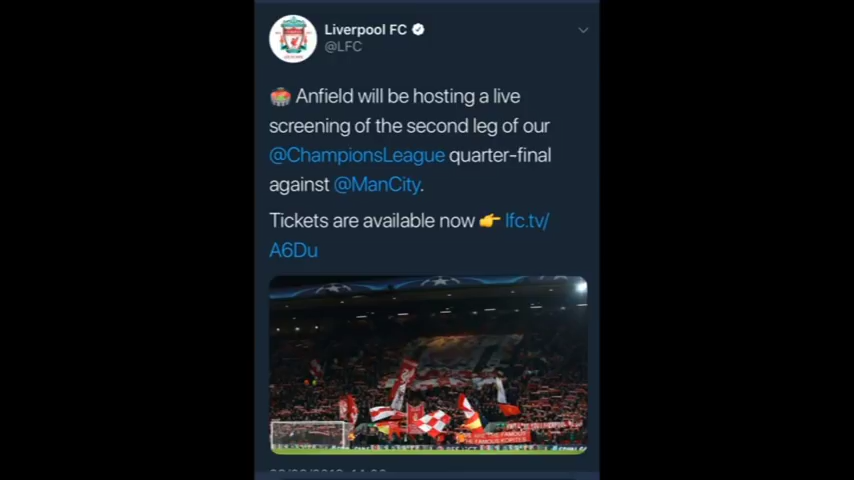 Liverpool FC
@LFC
Anfield will be hosting a live
screening of the second leg of our
@ChampionsLeague quarter-final
against @ManCity.
Tickets are available now 👉 lfc.tv/
A6Du